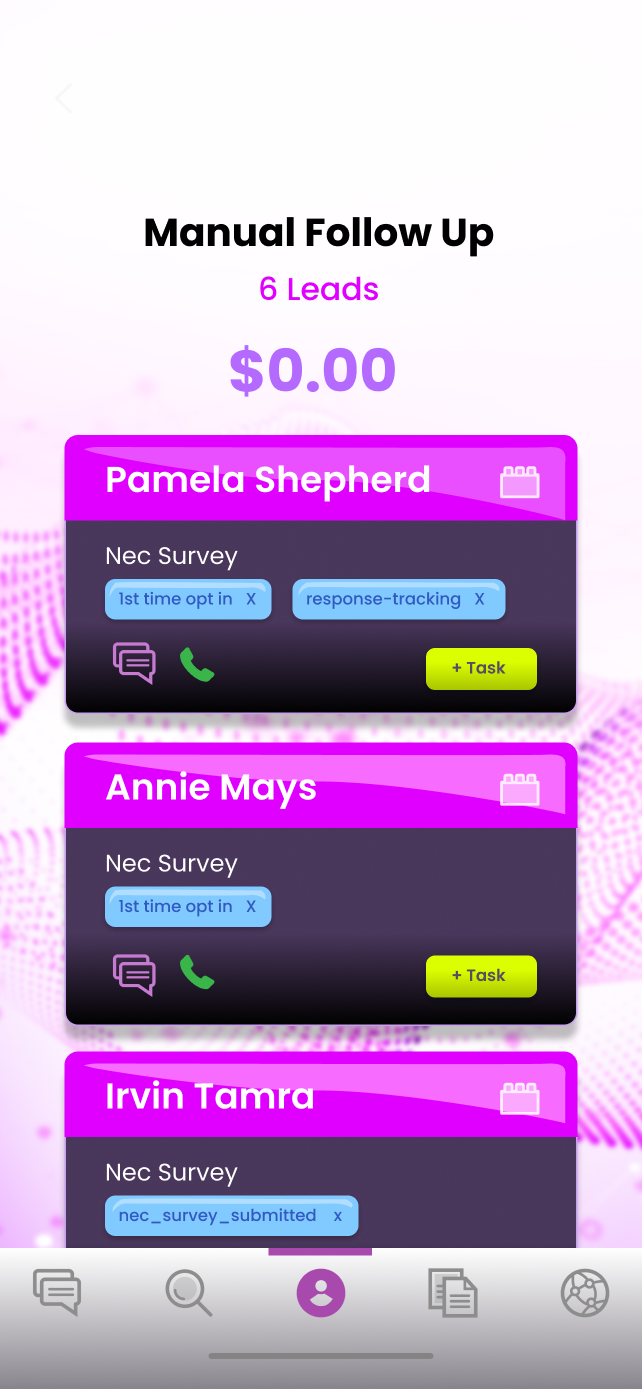 Manual Follow Up
6 Leads
$0.00
Pamela Shepherd
Nec Survey
1st time opt in X response-tracking X
+ Task
Annie Mays
Nec Survey
1st time opt in X
+ Task
Irvin Tamra
Nec Survey
nec_survey_submitted x